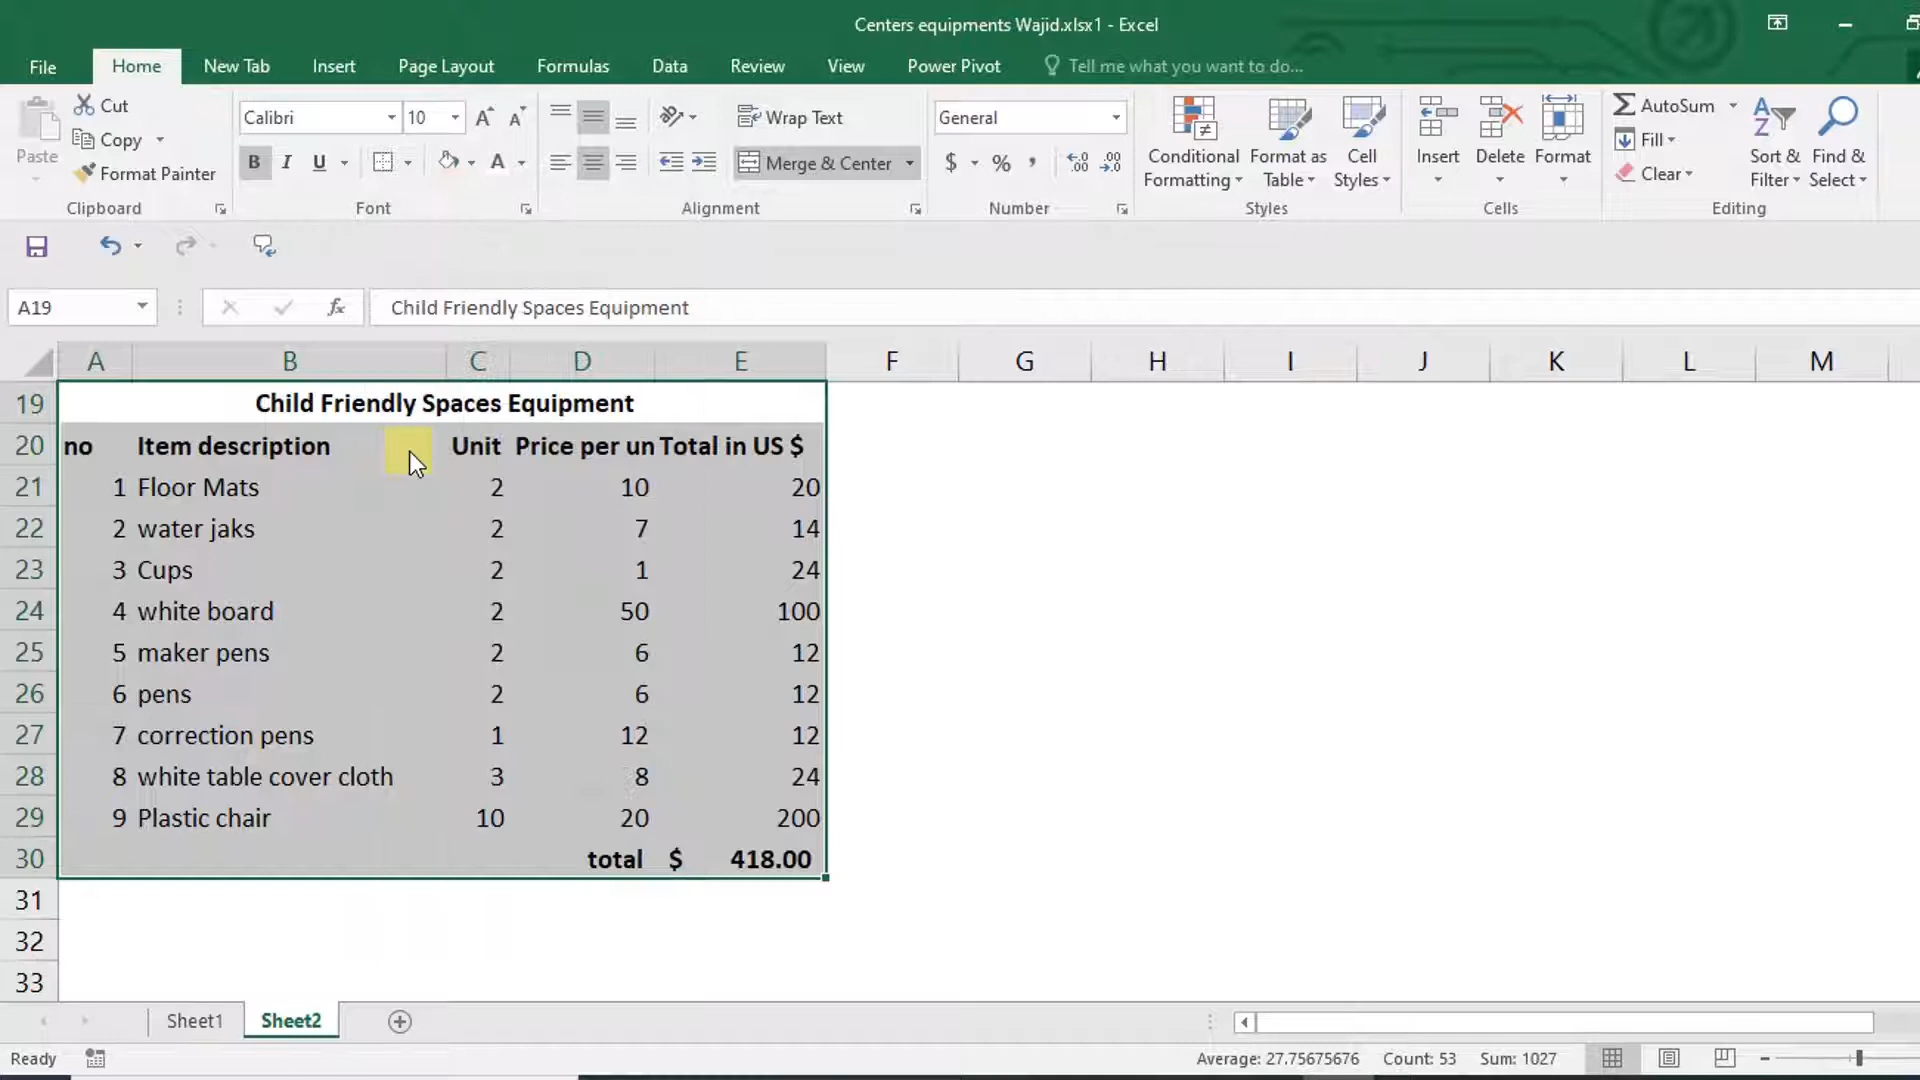 Centers equipments Wajid.xlsx1 - Excel
File Home New Tab Insert Page Layout Formulas Data Review View Power Pivot Tell me what you want to do...
Paste Cut Copy Format Painter Clipboard
Calibri 10 B I U A Font
Wrap Text Merge & Center Alignment
General $ % , Number
Conditional Formatting Format as Table Cell Styles Styles
Insert Delete Format Cells
AutoSum Fill Clear Sort & Filter Find & Select Editing
A19 fx Child Friendly Spaces Equipment
A B C D E F G H I J K L M
19 Child Friendly Spaces Equipment
20 no Item description Unit Price per un Total in US $
21 1 Floor Mats 2 10 20
22 2 water jaks 2 7 14
23 3 Cups 2 1 24
24 4 white board 2 50 100
25 5 maker pens 2 6 12
26 6 pens 2 6 12
27 7 correction pens 1 12 12
28 8 white table cover cloth 3 8 24
29 9 Plastic chair 10 20 200
30 total $ 418.00
31
32
33
Sheet1 Sheet2
Ready Average: 27.75675676 Count: 53 Sum: 1027